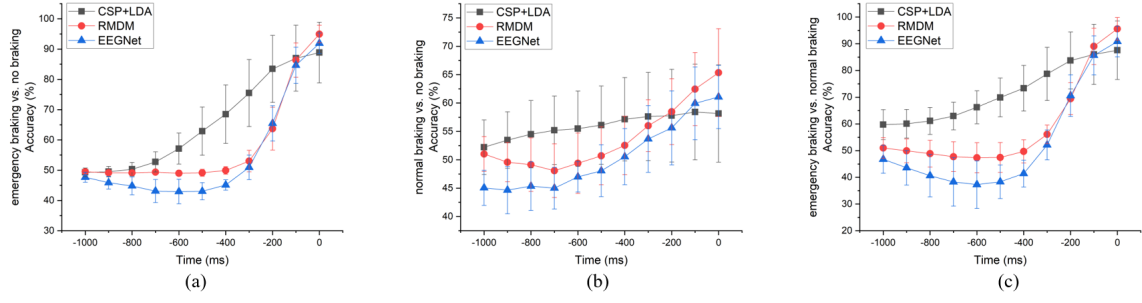 emergency braking vs. no braking
Accuracy (%)
100
90
80
70
60
50
40
30
CSP+LDA
RMDM
EEGNet
-1000
-800
-600
-400
-200
0
Time (ms)
(a)
normal braking vs. no braking
Accuracy (%)
75
70
65
60
55
50
45
40
CSP+LDA
RMDM
EEGNet
-1000
-800
-600
-400
-200
0
Time (ms)
(b)
emergency braking vs. normal braking
Accuracy (%)
100
90
80
70
60
50
40
30
20
CSP+LDA
RMDM
EEGNet
-1000
-800
-600
-400
-200
0
Time (ms)
(c)